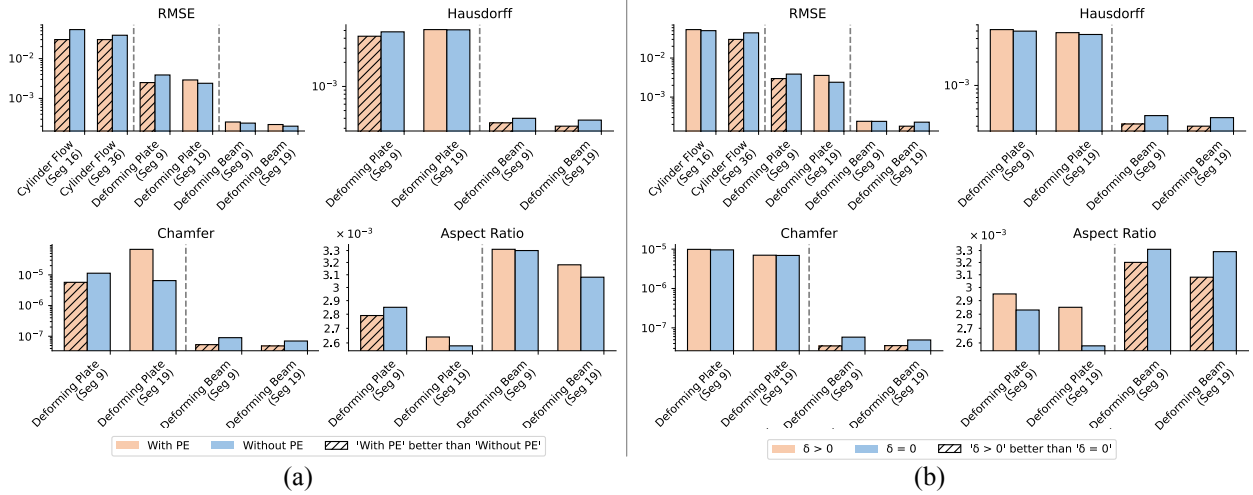 RMSE
10⁻²
10⁻³
Cylinder Flow
(Seg 16)
Cylinder Flow
(Seg 36)
Deforming Plate
(Seg 9)
Deforming Plate
(Seg 19)
Deforming Beam
(Seg 9)
Deforming Beam
(Seg 19)
Hausdorff
10⁻³
Deforming Plate
(Seg 9)
Deforming Plate
(Seg 19)
Deforming Beam
(Seg 9)
Deforming Beam
(Seg 19)
Chamfer
10⁻⁵
10⁻⁶
10⁻⁷
Deforming Plate
(Seg 9)
Deforming Plate
(Seg 19)
Deforming Beam
(Seg 9)
Deforming Beam
(Seg 19)
× 10⁻³
Aspect Ratio
3.3
3.2
3.1
3
2.9
2.8
2.7
2.6
Deforming Plate
(Seg 9)
Deforming Plate
(Seg 19)
Deforming Beam
(Seg 9)
Deforming Beam
(Seg 19)
With PE
Without PE
'With PE' better than 'Without PE'
(a)
RMSE
10⁻²
10⁻³
Cylinder Flow
(Seg 16)
Cylinder Flow
(Seg 36)
Deforming Plate
(Seg 9)
Deforming Plate
(Seg 19)
Deforming Beam
(Seg 9)
Deforming Beam
(Seg 19)
Hausdorff
10⁻³
Deforming Plate
(Seg 9)
Deforming Plate
(Seg 19)
Deforming Beam
(Seg 9)
Deforming Beam
(Seg 19)
Chamfer
10⁻⁵
10⁻⁶
10⁻⁷
Deforming Plate
(Seg 9)
Deforming Plate
(Seg 19)
Deforming Beam
(Seg 9)
Deforming Beam
(Seg 19)
× 10⁻³
Aspect Ratio
3.3
3.2
3.1
3
2.9
2.8
2.7
2.6
Deforming Plate
(Seg 9)
Deforming Plate
(Seg 19)
Deforming Beam
(Seg 9)
Deforming Beam
(Seg 19)
δ > 0
δ = 0
'δ > 0' better than 'δ = 0'
(b)